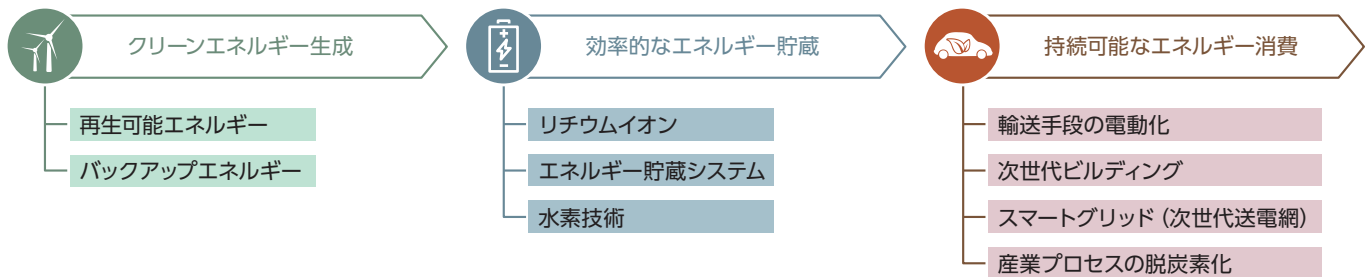 クリーンエネルギー生成
再生可能エネルギー
バックアップエネルギー
効率的なエネルギー貯蔵
リチウムイオン
エネルギー貯蔵システム
水素技術
持続可能なエネルギー消費
輸送手段の電動化
次世代ビルディング
スマートグリッド (次世代送電網)
産業プロセスの脱炭素化